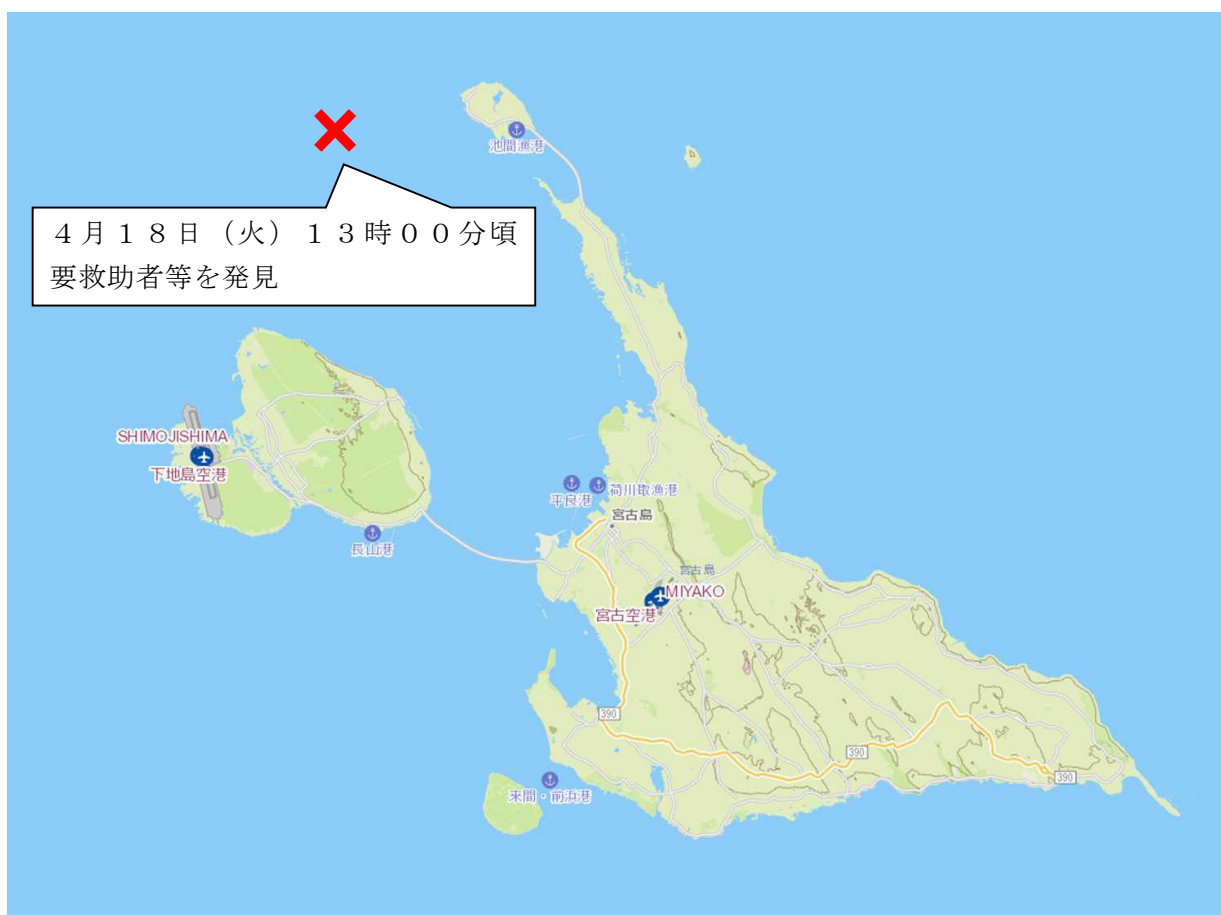 池間漁港
４月１８日（火）１３時００分頃
要救助者等を発見
SHIMOJISHIMA
下地島空港
長山港
平良港
荷川取漁港
宮古島
宮古島
MIYAKO
宮古空港
390
390
390
来間・前浜港